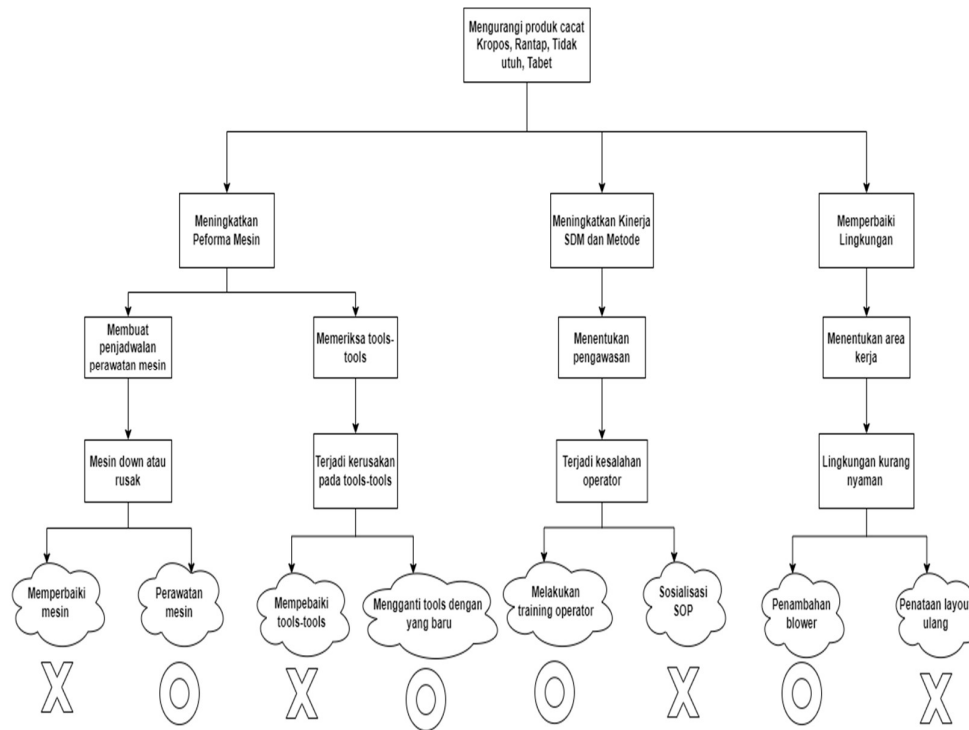 Mengurangi produk cacat
Kropos, Rantap, Tidak
utuh, Tabet
Meningkatkan
Peforma Mesin
Meningkatkan Kinerja
SDM dan Metode
Memperbaiki
Lingkungan
Membuat
penjadwalan
perawatan mesin
Memeriksa tools-
tools
Menentukan
pengawasan
Menentukan area
kerja
Mesin down atau
rusak
Terjadi kerusakan
pada tools-tools
Terjadi kesalahan
operator
Lingkungan kurang
nyaman
Memperbaiki
mesin
Perawatan
mesin
Mempebaiki
tools-tools
Mengganti tools dengan
yang baru
Melakukan
training operator
Sosialisasi
SOP
Penambahan
blower
Penataan layou
ulang
X
O
X
O
O
X
O
X